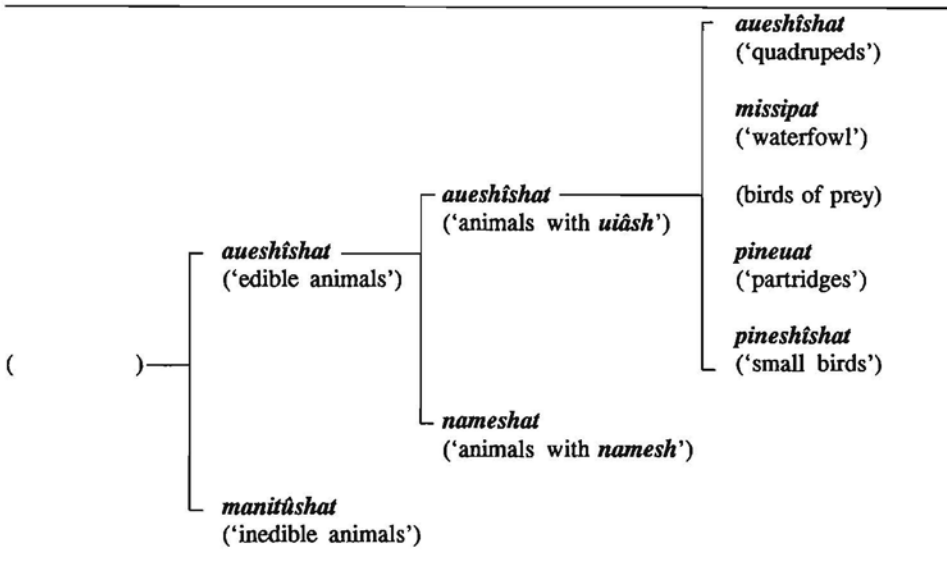 aueshîshat
('quadrupeds')
missipat
('waterfowl')
(birds of prey)
pineuat
('partridges')
pineshîshat
('small birds')
aueshîshat
('animals with uiâsh')
aueshîshat
('edible animals')
( )
nameshat
('animals with namesh')
manitûshat
('inedible animals')